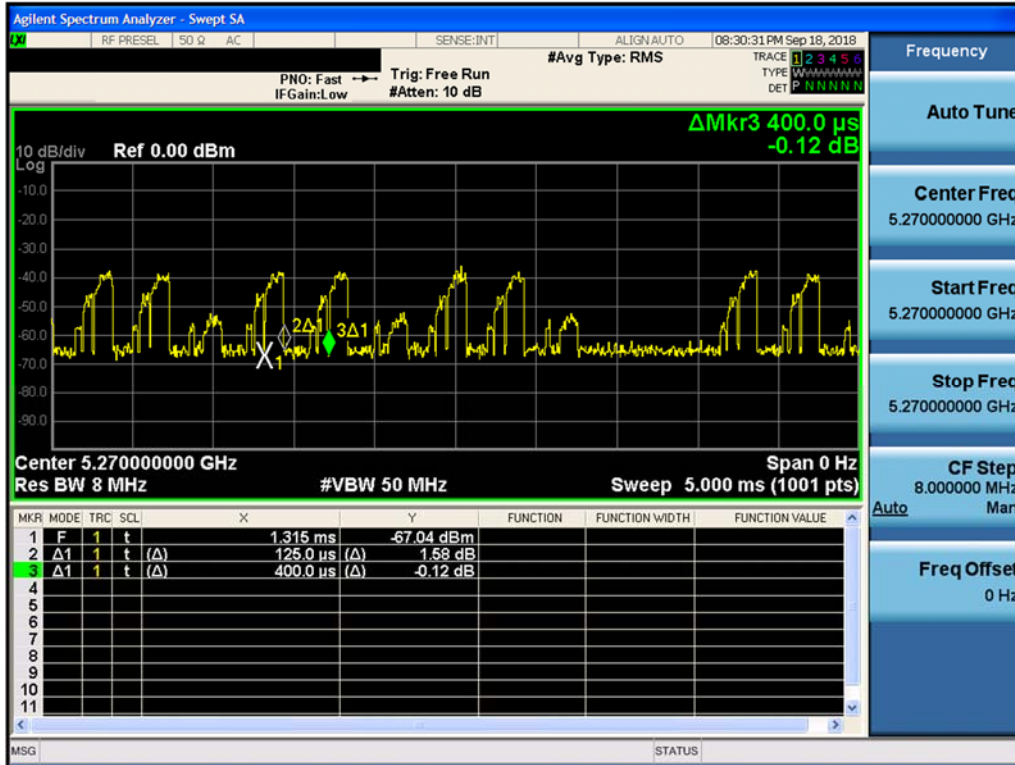 Agilent Spectrum Analyzer - Swept SA
LXI RF PRESEL 50 Ω AC SENSE:INT ALIGN AUTO 08:30:31 PM Sep 18, 2018
Frequency
PNO: Fast
IFGain:Low
Trig: Free Run
#Atten: 10 dB
#Avg Type: RMS
TRACE 1 2 3 4 5 6
TYPE W
DET P N N N N N
Auto Tune
ΔMkr3 400.0 µs
-0.12 dB
10 dB/div Ref 0.00 dBm
Log
-10.0
-20.0
-30.0
-40.0
-50.0
-60.0
-70.0
-80.0
-90.0
2Δ1
3Δ1
X1
Center Freq
5.270000000 GHz
Start Freq
5.270000000 GHz
Stop Freq
5.270000000 GHz
CF Step
8.000000 MHz
Auto Man
Freq Offset
0 Hz
Center 5.270000000 GHz Span 0 Hz
Res BW 8 MHz #VBW 50 MHz Sweep 5.000 ms (1001 pts)
MKR MODE TRC SCL X Y FUNCTION FUNCTION WIDTH FUNCTION VALUE
1 F 1 t 1.315 ms -67.04 dBm
2 Δ1 1 t (Δ) 125.0 µs (Δ) 1.58 dB
3 Δ1 1 t (Δ) 400.0 µs (Δ) -0.12 dB
4
5
6
7
8
9
10
11
MSG STATUS